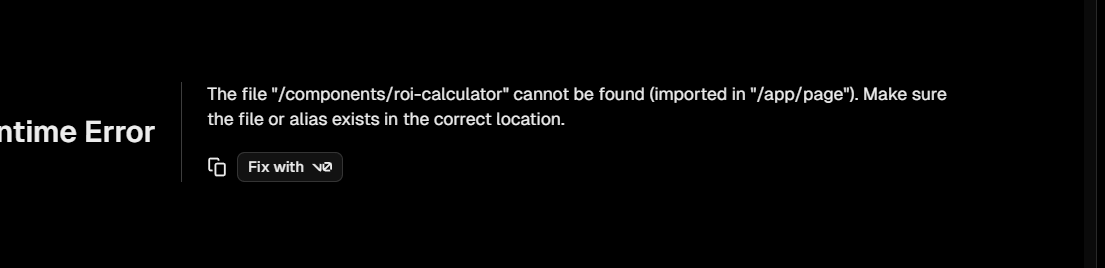 The file "/components/roi-calculator" cannot be found (imported in "/app/page"). Make sure
the file or alias exists in the correct location.
ntime Error
Fix with v0